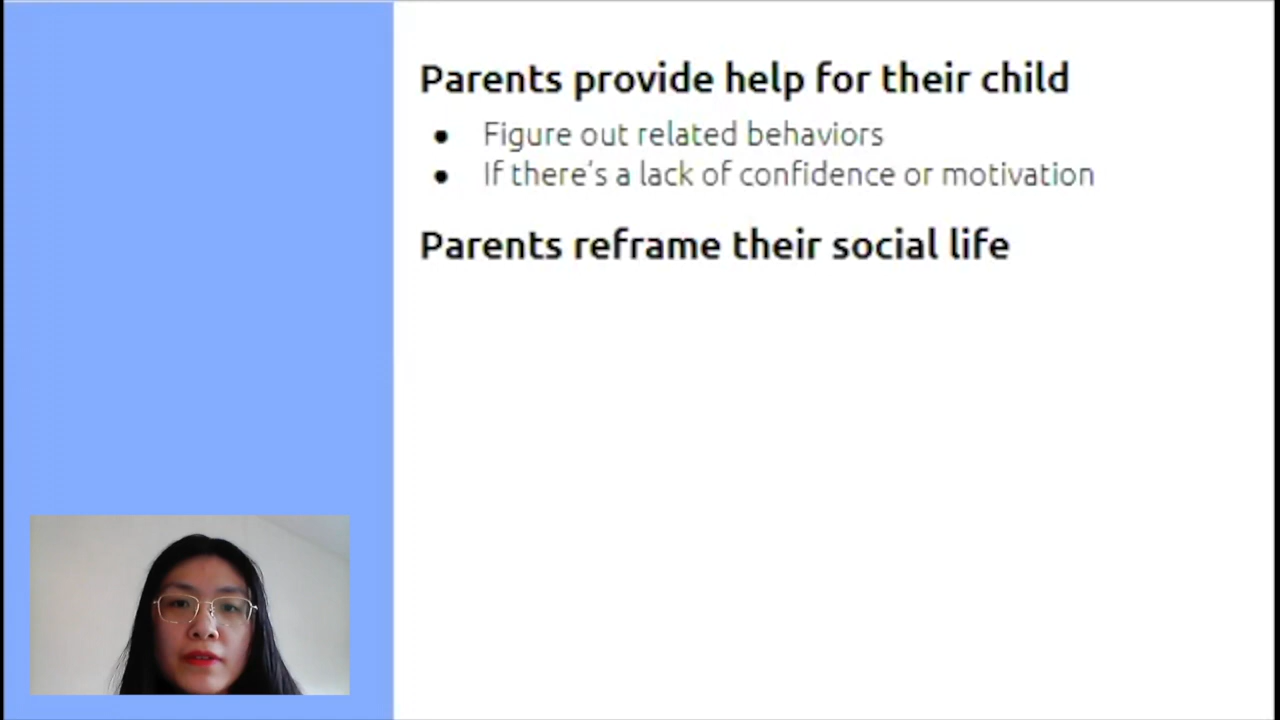 Parents provide help for their child
● Figure out related behaviors
● If there's a lack of confidence or motivation
Parents reframe their social life